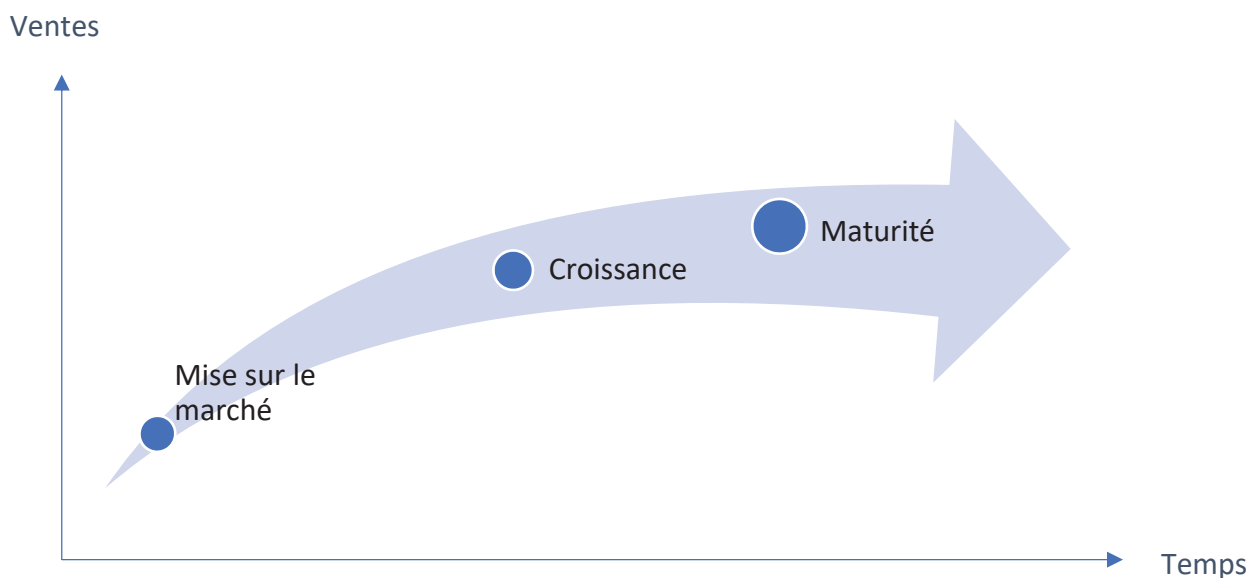 Ventes
Maturité
Croissance
Mise sur le
marché
Temps